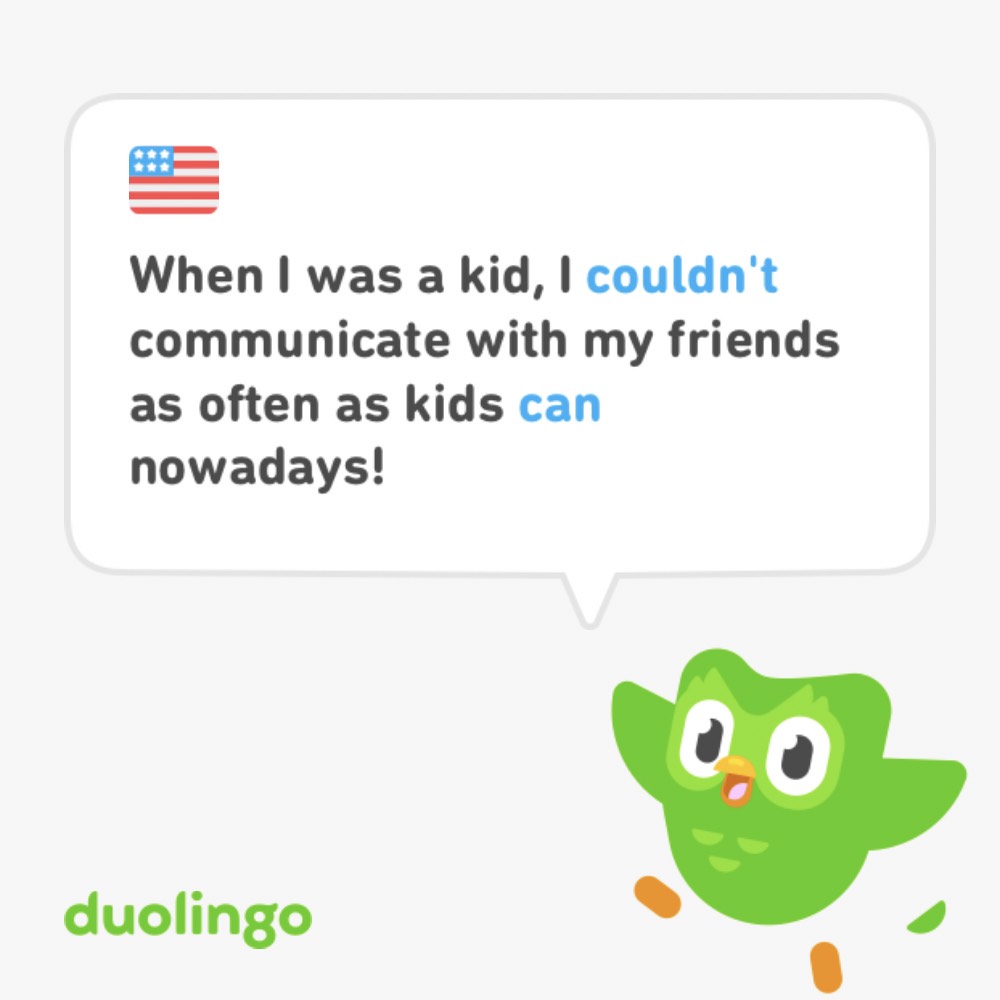 When I was a kid, I couldn't
communicate with my friends
as often as kids can
nowadays!
duolingo